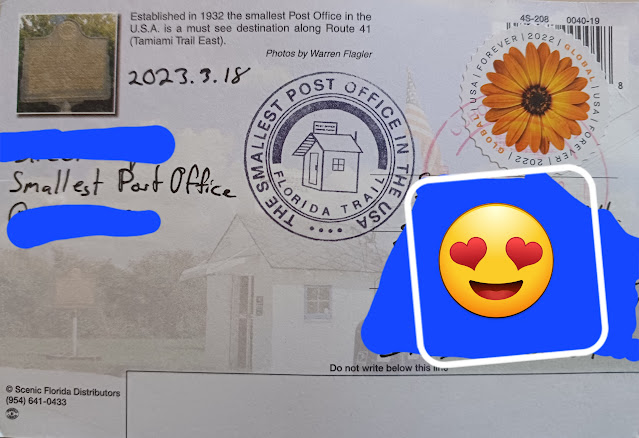 Established in 1932 the smallest Post Office in the
U.S.A. is a must see destination along Route 41
(Tamiami Trail East).
Photos by Warren Flagler
4S-208 0040-19
8
2023.3.18
THE SMALLEST POST OFFICE IN THE USA
FLORIDA TRAIL
GLOBAL | USA | FOREVER | 2022 | GLOBAL | USA | FOREVER | 2022 |
Smallest Post Office
Do not write below this line
© Scenic Florida Distributors
(954) 641-0433